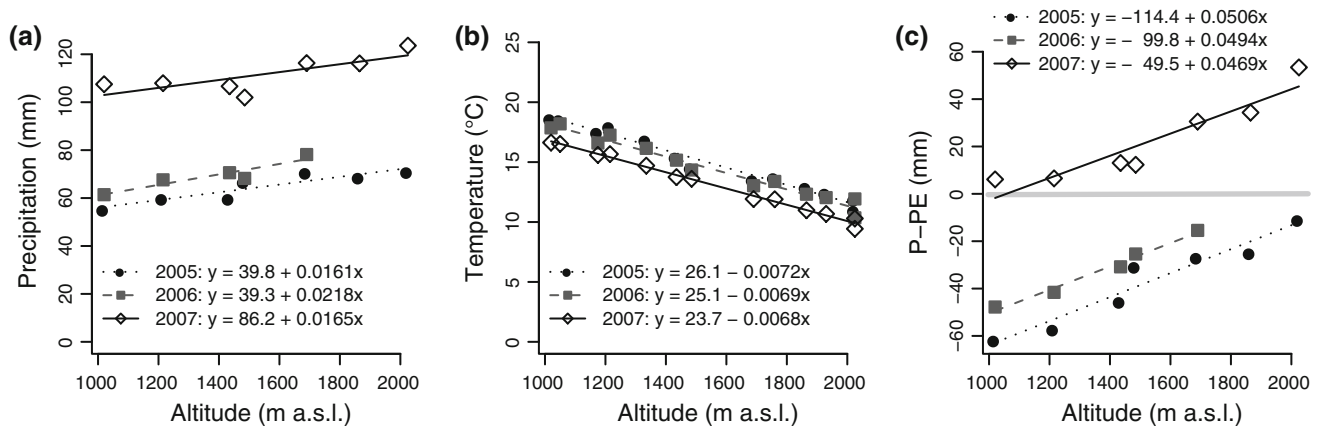 (a)
Precipitation (mm)
0 20 40 60 80 100 120
2005: y = 39.8 + 0.0161x
2006: y = 39.3 + 0.0218x
2007: y = 86.2 + 0.0165x
1000 1200 1400 1600 1800 2000
Altitude (m a.s.l.)
(b)
Temperature (°C)
0 5 10 15 20 25
2005: y = 26.1 − 0.0072x
2006: y = 25.1 − 0.0069x
2007: y = 23.7 − 0.0068x
1000 1200 1400 1600 1800 2000
Altitude (m a.s.l.)
(c)
2005: y = −114.4 + 0.0506x
2006: y = − 99.8 + 0.0494x
2007: y = − 49.5 + 0.0469x
P−PE (mm)
−60 −40 −20 0 20 40 60
1000 1200 1400 1600 1800 2000
Altitude (m a.s.l.)